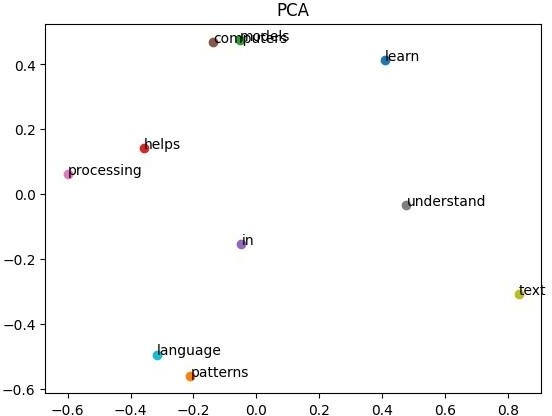 PCA
computers
models
learn
helps
processing
understand
in
text
language
patterns
0.4
0.2
0.0
−0.2
−0.4
−0.6
−0.6
−0.4
−0.2
0.0
0.2
0.4
0.6
0.8